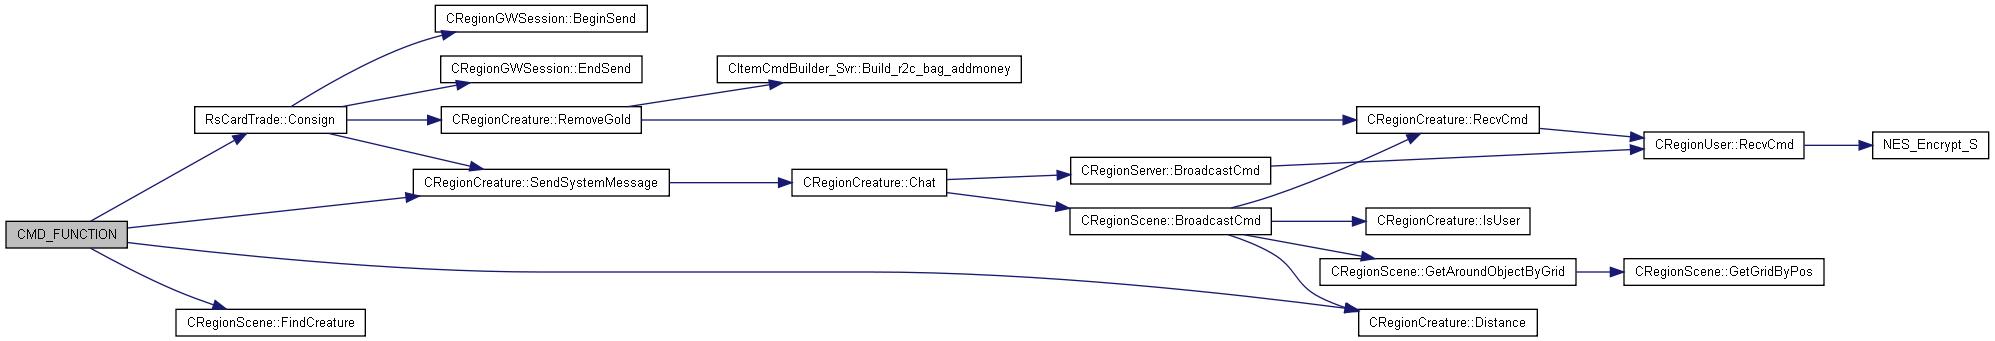 CRegionGWSession::BeginSend
CRegionGWSession::EndSend
CItemCmdBuilder_Svr::Build_r2c_bag_addmoney
RsCardTrade::Consign
CRegionCreature::RemoveGold
CRegionCreature::RecvCmd
CRegionUser::RecvCmd
NES_Encrypt_S
CRegionServer::BroadcastCmd
CRegionCreature::SendSystemMessage
CRegionCreature::Chat
CRegionScene::BroadcastCmd
CRegionCreature::IsUser
CMD_FUNCTION
CRegionScene::GetAroundObjectByGrid
CRegionScene::GetGridByPos
CRegionScene::FindCreature
CRegionCreature::Distance